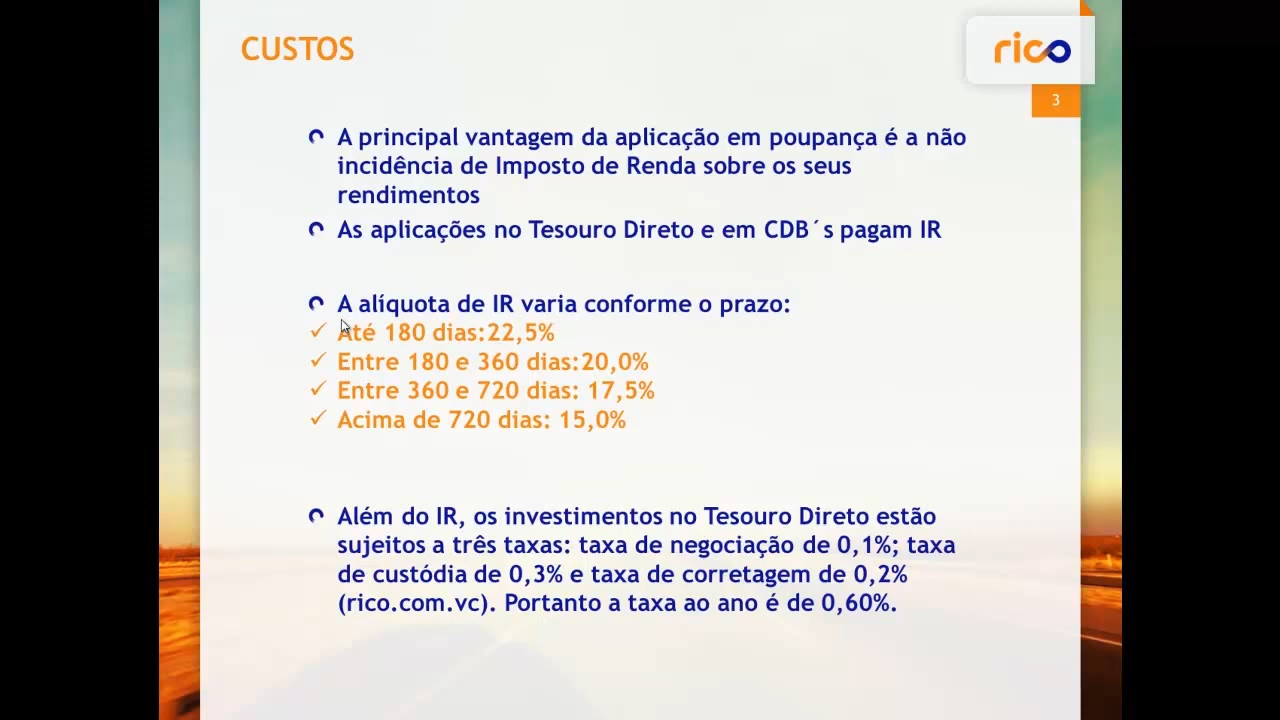 CUSTOS
rico
3
A principal vantagem da aplicação em poupança é a não
incidência de Imposto de Renda sobre os seus
rendimentos
As aplicações no Tesouro Direto e em CDB´s pagam IR
A alíquota de IR varia conforme o prazo:
Até 180 dias:22,5%
Entre 180 e 360 dias:20,0%
Entre 360 e 720 dias: 17,5%
Acima de 720 dias: 15,0%
Além do IR, os investimentos no Tesouro Direto estão
sujeitos a três taxas: taxa de negociação de 0,1%; taxa
de custódia de 0,3% e taxa de corretagem de 0,2%
(rico.com.vc). Portanto a taxa ao ano é de 0,60%.